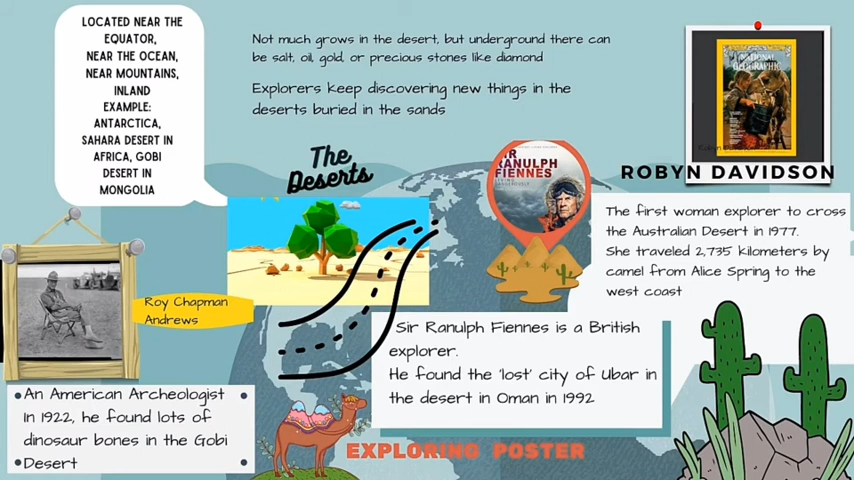 LOCATED NEAR THE
EQUATOR,
NEAR THE OCEAN,
NEAR MOUNTAINS,
INLAND
EXAMPLE:
ANTARCTICA,
SAHARA DESERT IN
AFRICA, GOBI
DESERT IN
MONGOLIA
Not much grows in the desert, but underground there can
be salt, oil, gold, or precious stones like diamond
Explorers keep discovering new things in the
deserts buried in the sands
NATIONAL
GEOGRAPHIC
The
Deserts
SIR
RANULPH
FIENNES
ROBYN DAVIDSON
The first woman explorer to cross
the Australian Desert in 1977.
She traveled 2,735 kilometers by
camel from Alice Spring to the
west coast
Roy Chapman
Andrews
Sir Ranulph Fiennes is a British
explorer.
He found the 'lost' city of Ubar in
the desert in Oman in 1992
An American Archeologist
In 1922, he found lots of
dinosaur bones in the Gobi
Desert
EXPLORING POSTER